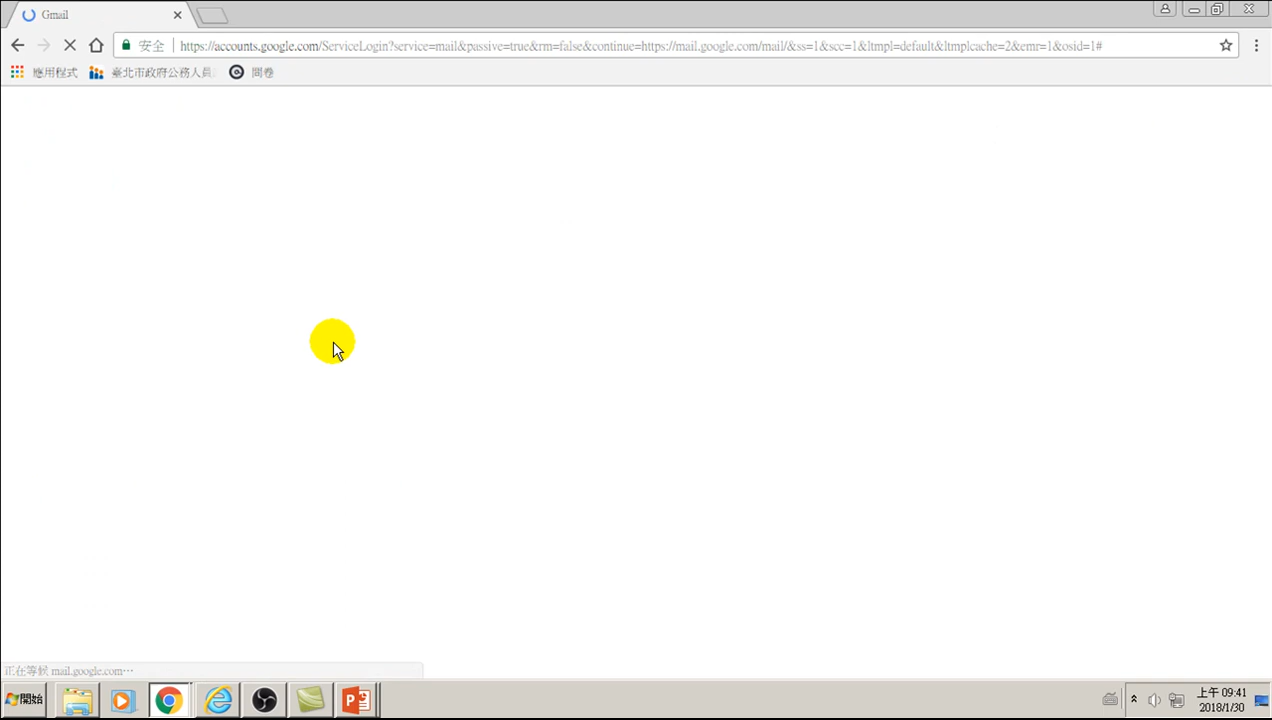 Gmail
安全 https://accounts.google.com/ServiceLogin?service=mail&passive=true&rm=false&continue=https://mail.google.com/mail/&ss=1&scc=1&ltmpl=default&ltmplcache=2&emr=1&osid=1#
應用程式 臺北市政府公務人員 問卷
正在等候 mail.google.com…
開始 上午 09:41
2018/1/30